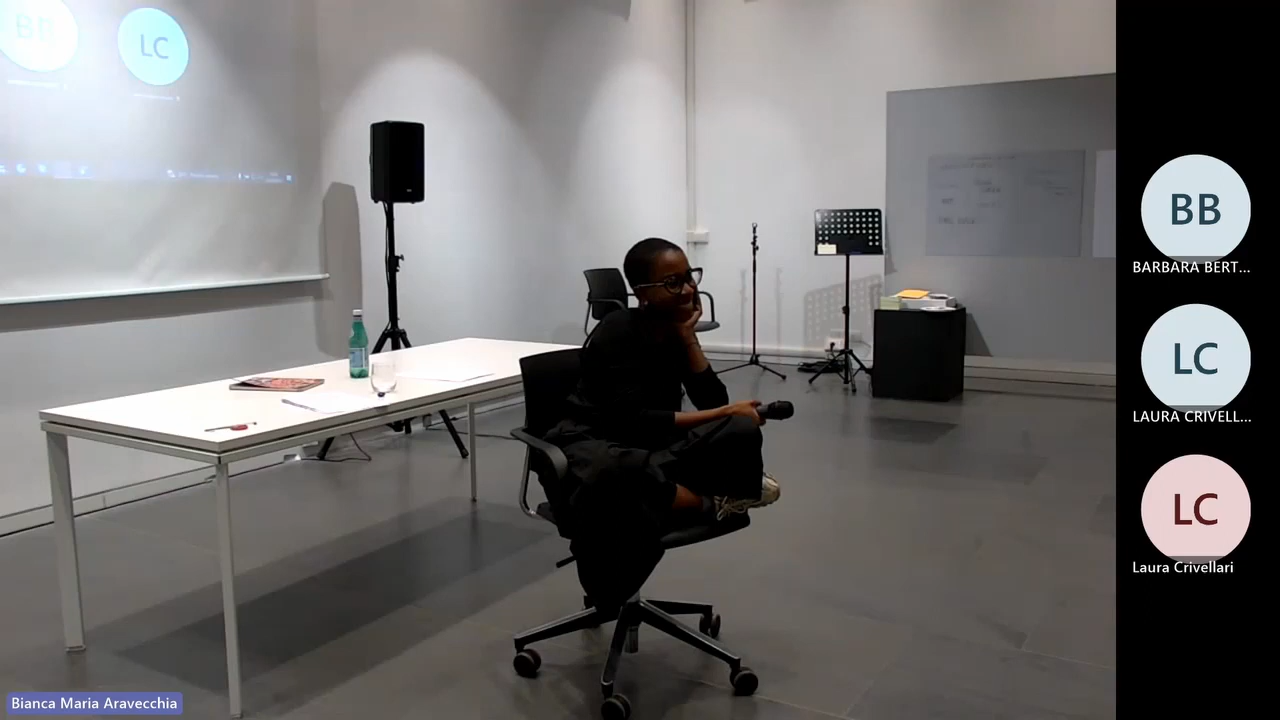 BB
LC
BB
BARBARA BERT...
LC
LAURA CRIVELL...
LC
Laura Crivellari
Bianca Maria Aravecchia